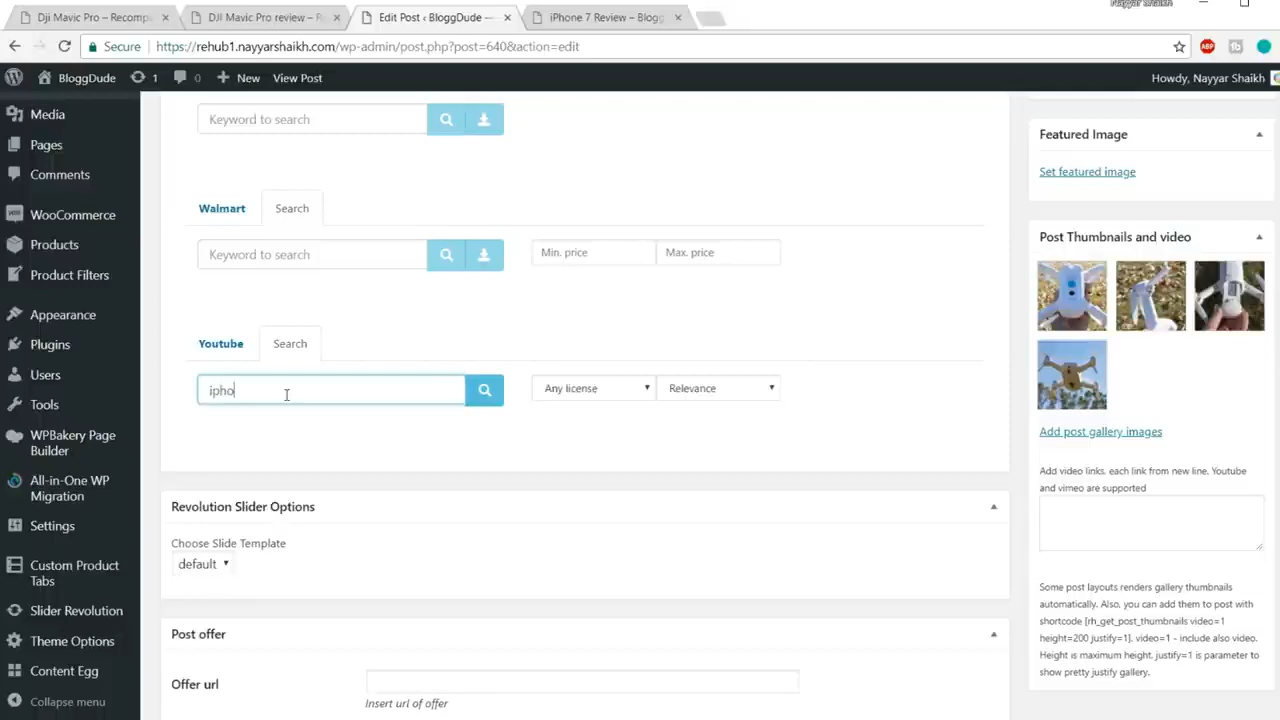 Nayyar Shaikh
Dji Mavic Pro – Recomp
DJI Mavic Pro review – R
Edit Post ‹ BloggDude —
iPhone 7 Review – Blogg
Secure
https://rehub1.nayyarshaikh.com/wp-admin/post.php?post=640&action=edit
ABP
BloggDude
1
0
New
View Post
Howdy, Nayyar Shaikh
Media
Pages
Comments
WooCommerce
Products
Product Filters
Appearance
Plugins
Users
Tools
WPBakery Page
Builder
All-in-One WP
Migration
Settings
Custom Product
Tabs
Slider Revolution
Theme Options
Content Egg
Collapse menu
Keyword to search
Walmart
Search
Keyword to search
Min. price
Max. price
Youtube
Search
ipho
Any license
Relevance
Revolution Slider Options
Choose Slide Template
default
Post offer
Offer url
Insert url of offer
Featured Image
Set featured image
Post Thumbnails and video
Add post gallery images
Add video links, each link from new line. Youtube
and vimeo are supported
Some post layouts renders gallery thumbnails
automatically. Also, you can add them to post with
shortcode [rh_get_post_thumbnails video=1
height=200 justify=1]. video=1 - include also video.
Height is maximum height, justify=1 is parameter to
show pretty justify gallery.